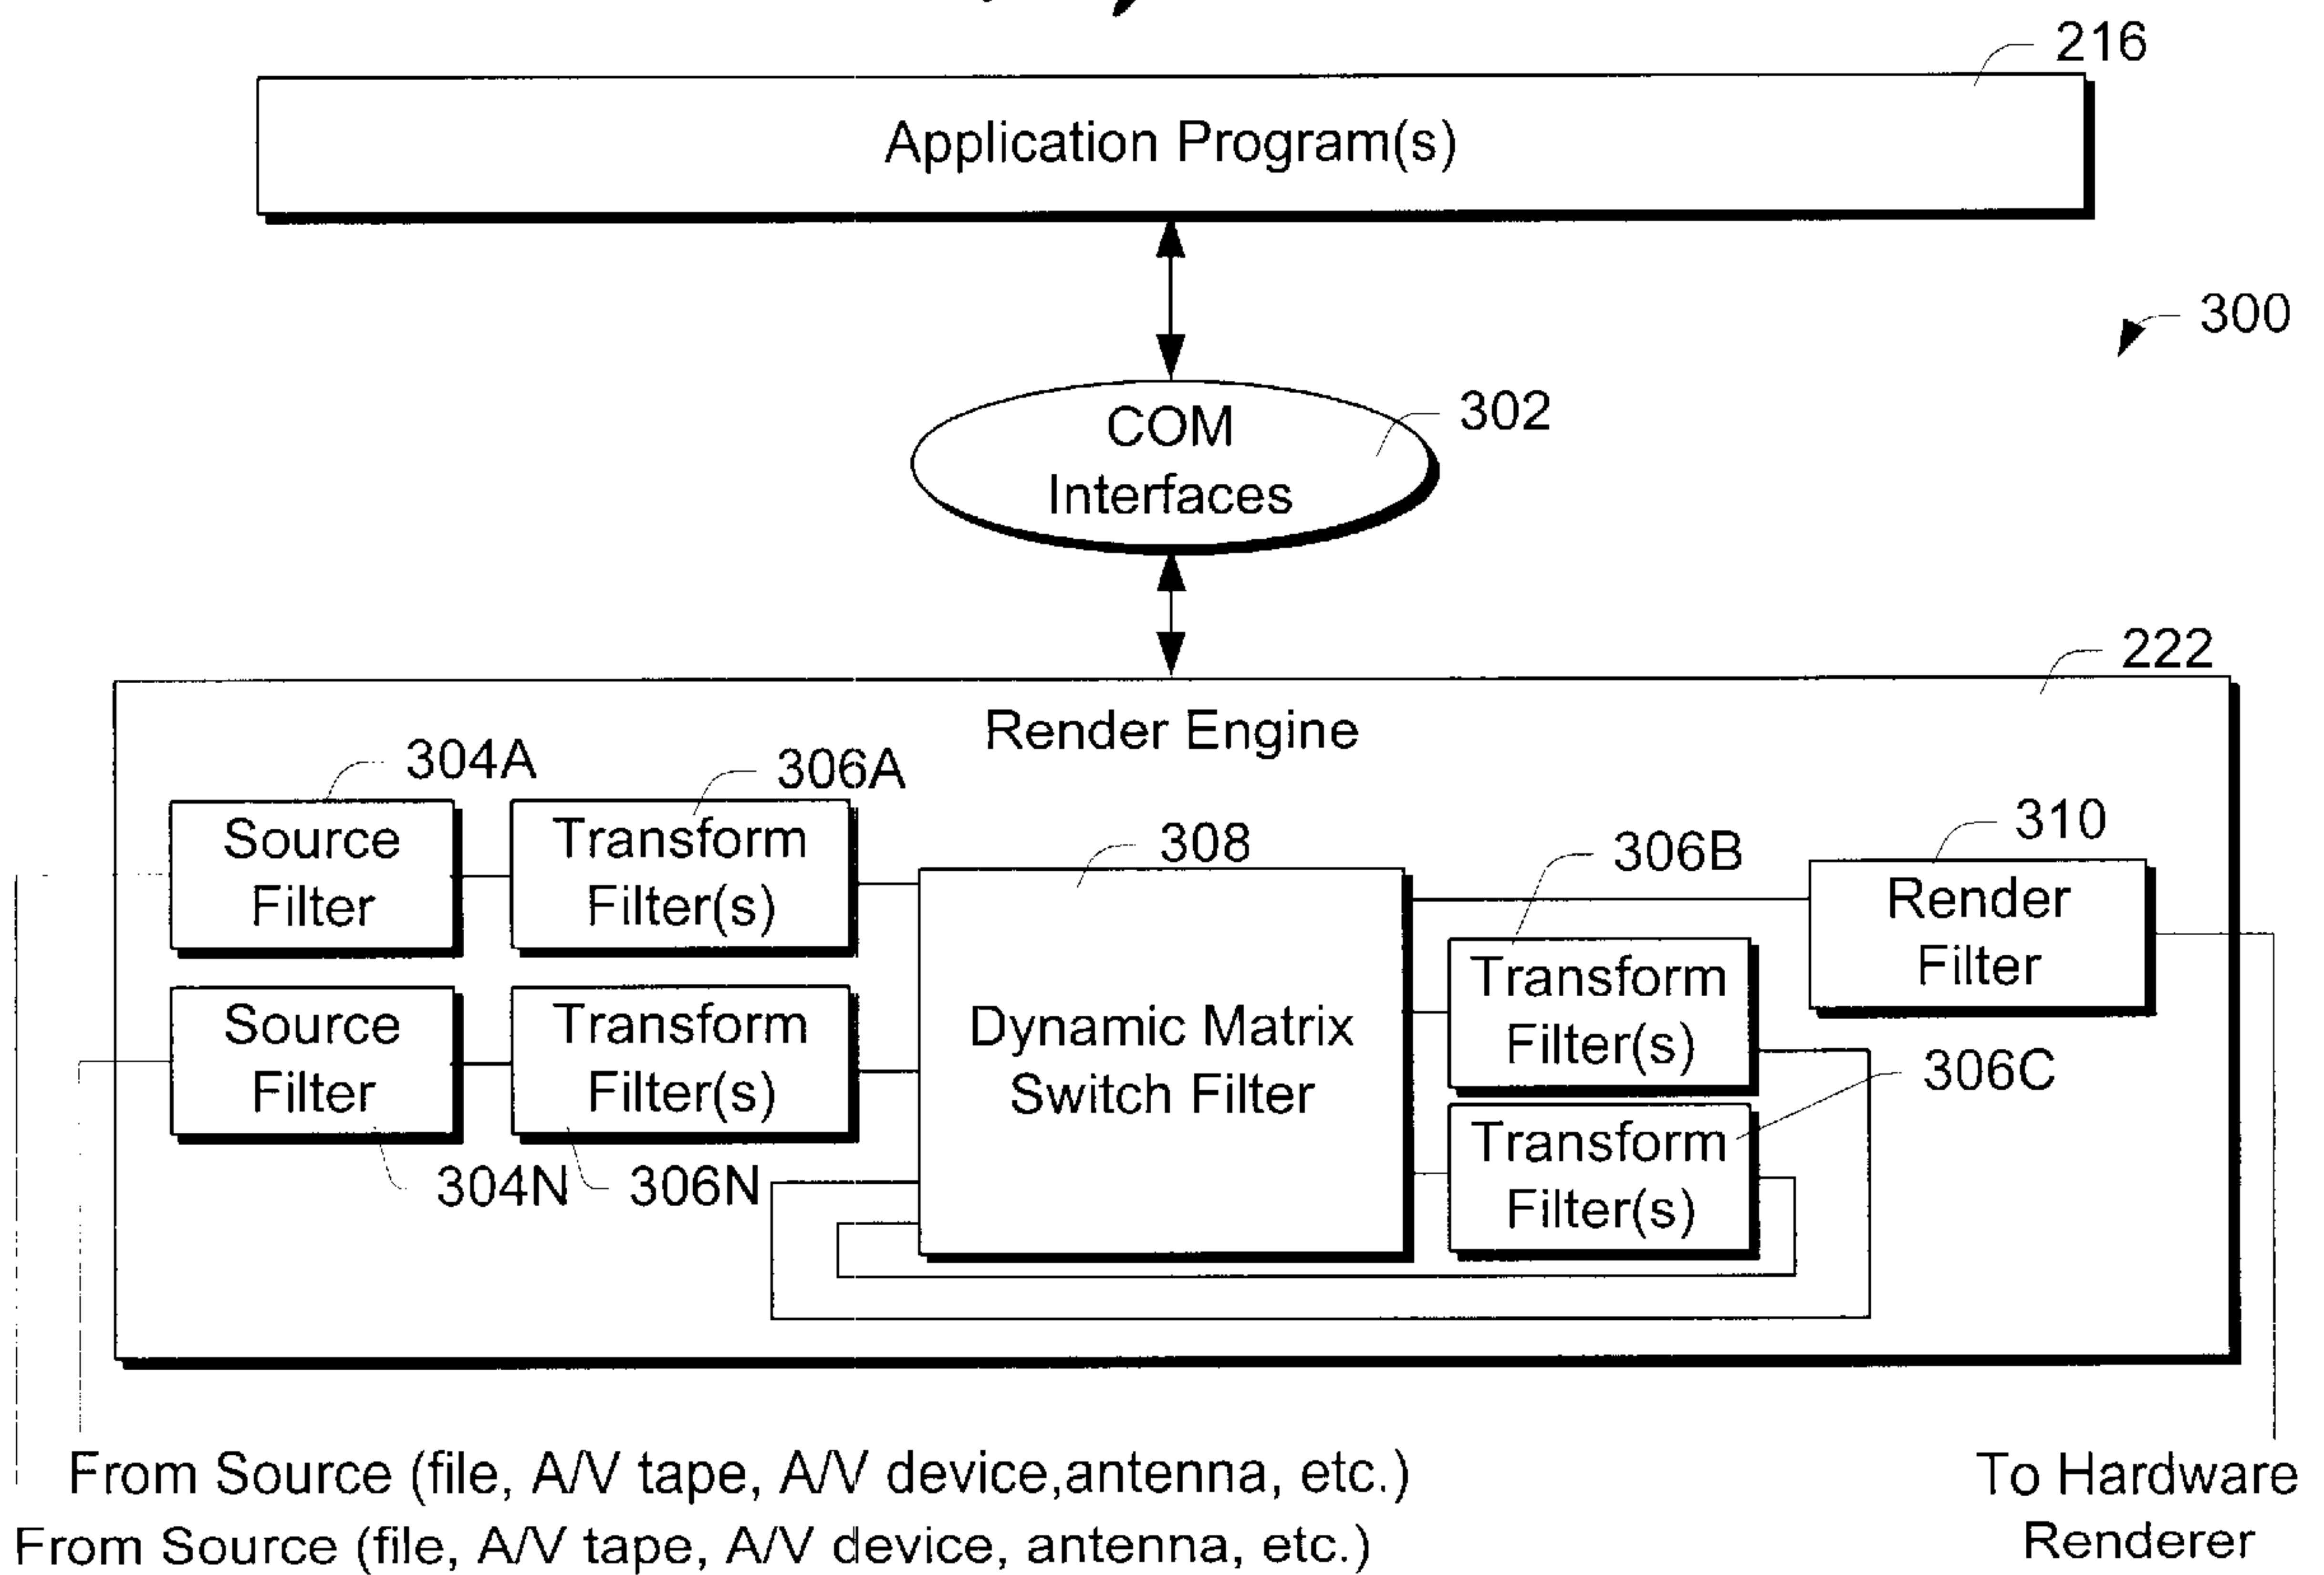 216
Application Program(s)
300
COM
Interfaces
302
222
Render Engine
304A
306A
Source
Filter
Transform
Filter(s)
308
306B
310
Render
Filter
Source
Filter
Transform
Filter(s)
Dynamic Matrix
Switch Filter
Transform
Filter(s)
306C
Transform
Filter(s)
304N
306N
From Source (file, A/V tape, A/V device,antenna, etc.)
From Source (file, A/V tape, A/V device, antenna, etc.)
To Hardware
Renderer